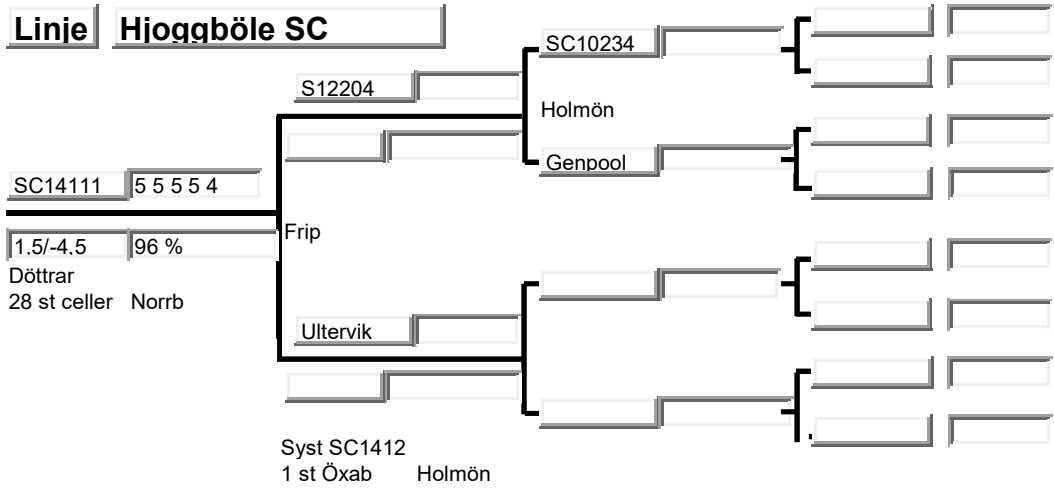 Linje Hjoggböle SC
SC10234
S12204
Holmön
Genpool
SC14111 5 5 5 5 4
Frip
1,5/-4,5 96 %
Döttrar
28 st celler Norrb
Ultervik
Syst SC1412
1 st Öxab Holmön